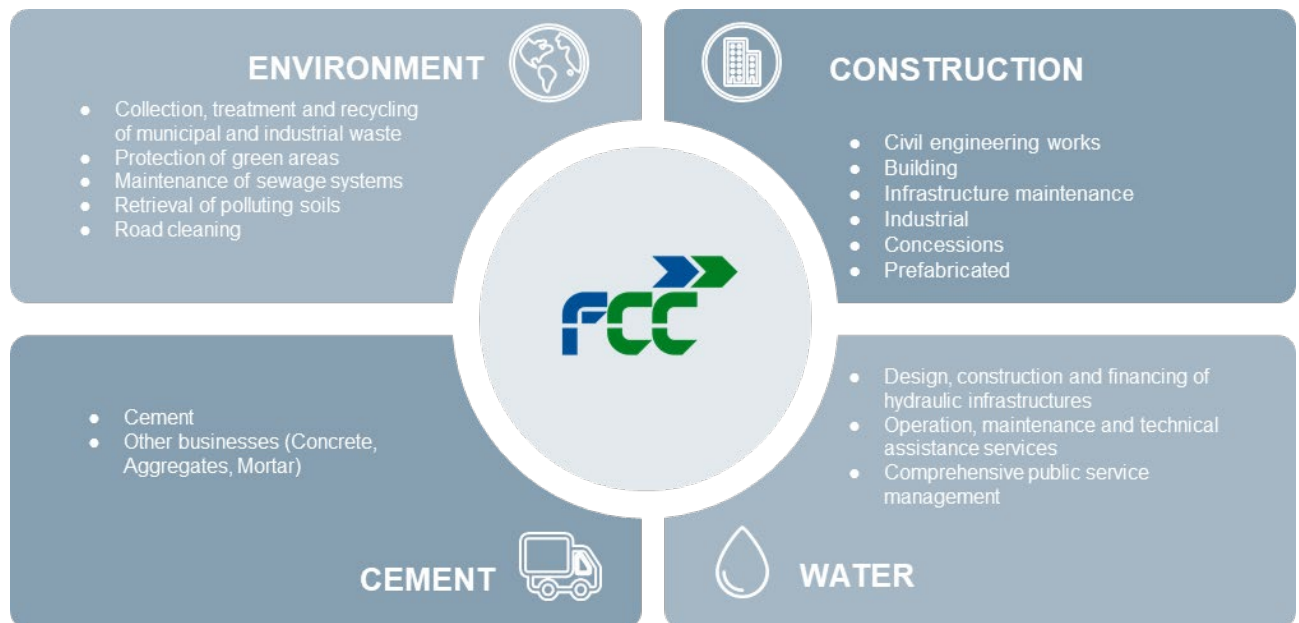 ENVIRONMENT
● Collection, treatment and recycling
of municipal and industrial waste
● Protection of green areas
● Maintenance of sewage systems
● Retrieval of polluting soils
● Road cleaning
CONSTRUCTION
● Civil engineering works
● Building
● Infrastructure maintenance
● Industrial
● Concessions
● Prefabricated
FCC
● Cement
● Other businesses (Concrete,
Aggregates, Mortar)
CEMENT
● Design, construction and financing of
hydraulic infrastructures
● Operation, maintenance and technical
assistance services
● Comprehensive public service
management
WATER